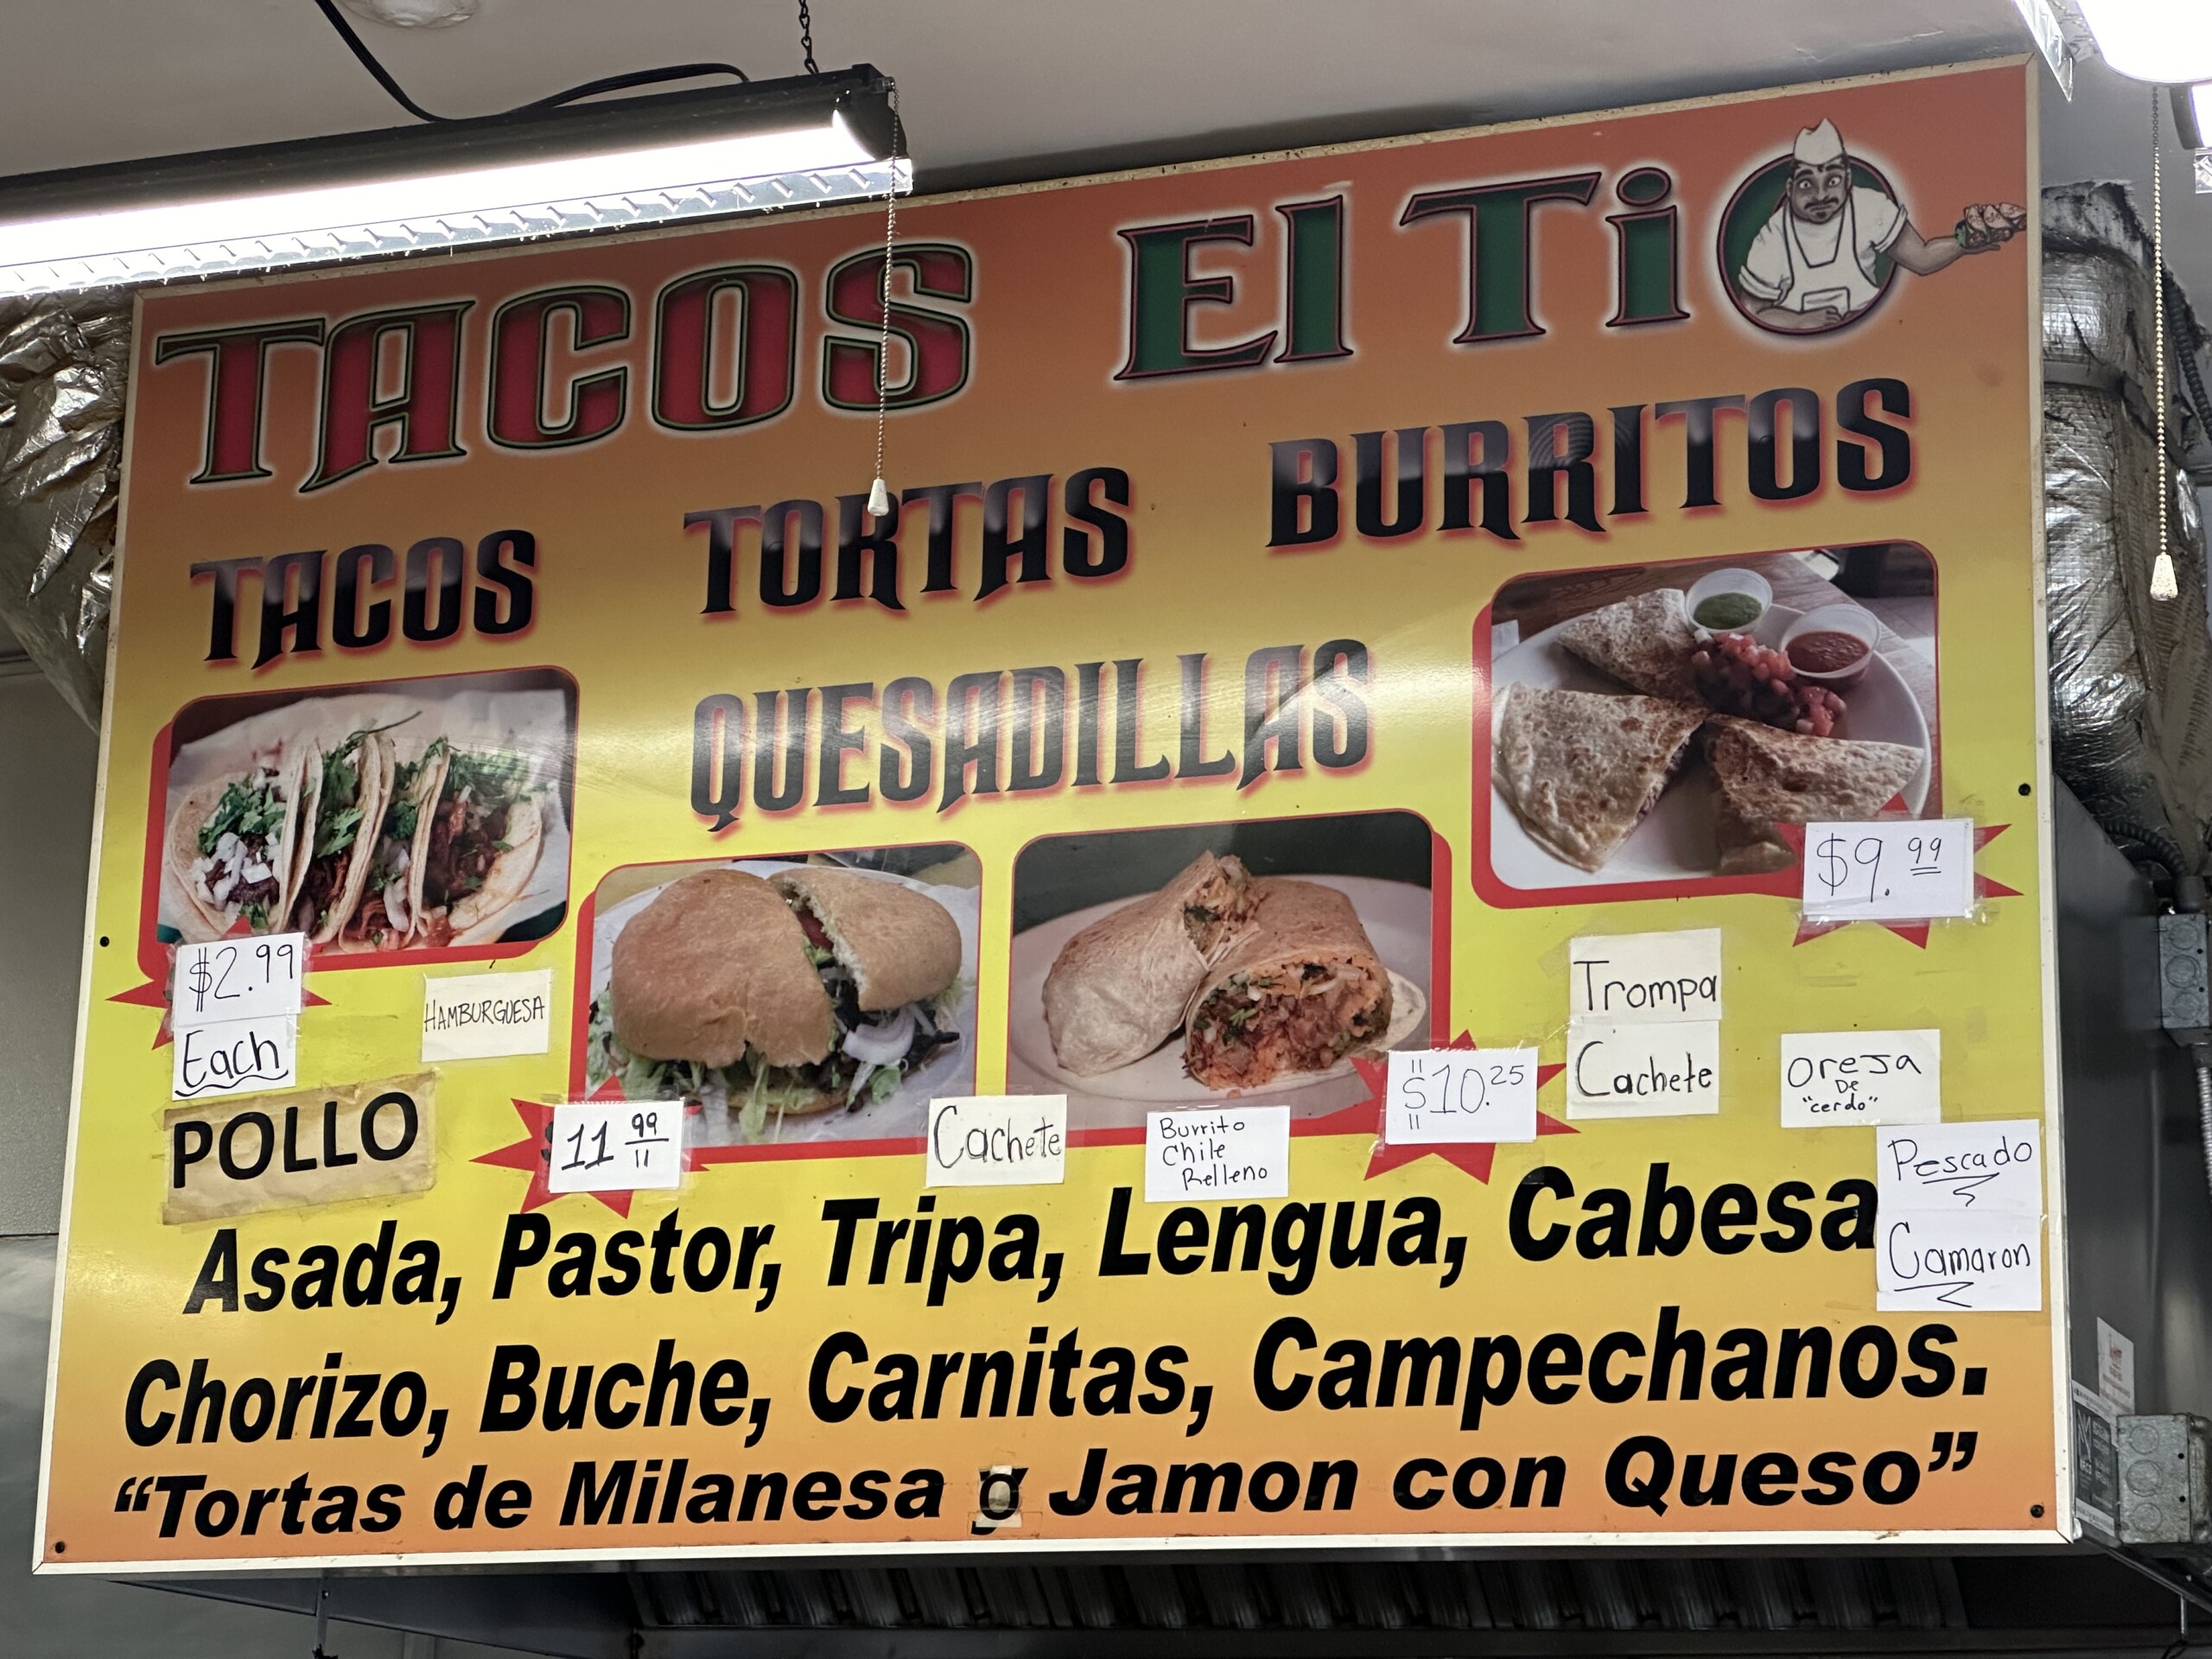 TACOS El TiO
TACOS TORTAS BURRITOS
QUESADILLAS
$9.99
$2.99
Each
HAMBURGUESA
Trompa
Cachete
$10.25
Oreja
De
"cerdo"
POLLO
11 99
Cachete
Burrito
Chile
Relleno
Pescado
Camaron
Asada, Pastor, Tripa, Lengua, Cabesa
Chorizo, Buche, Carnitas, Campechanos.
“Tortas de Milanesa o Jamon con Queso”